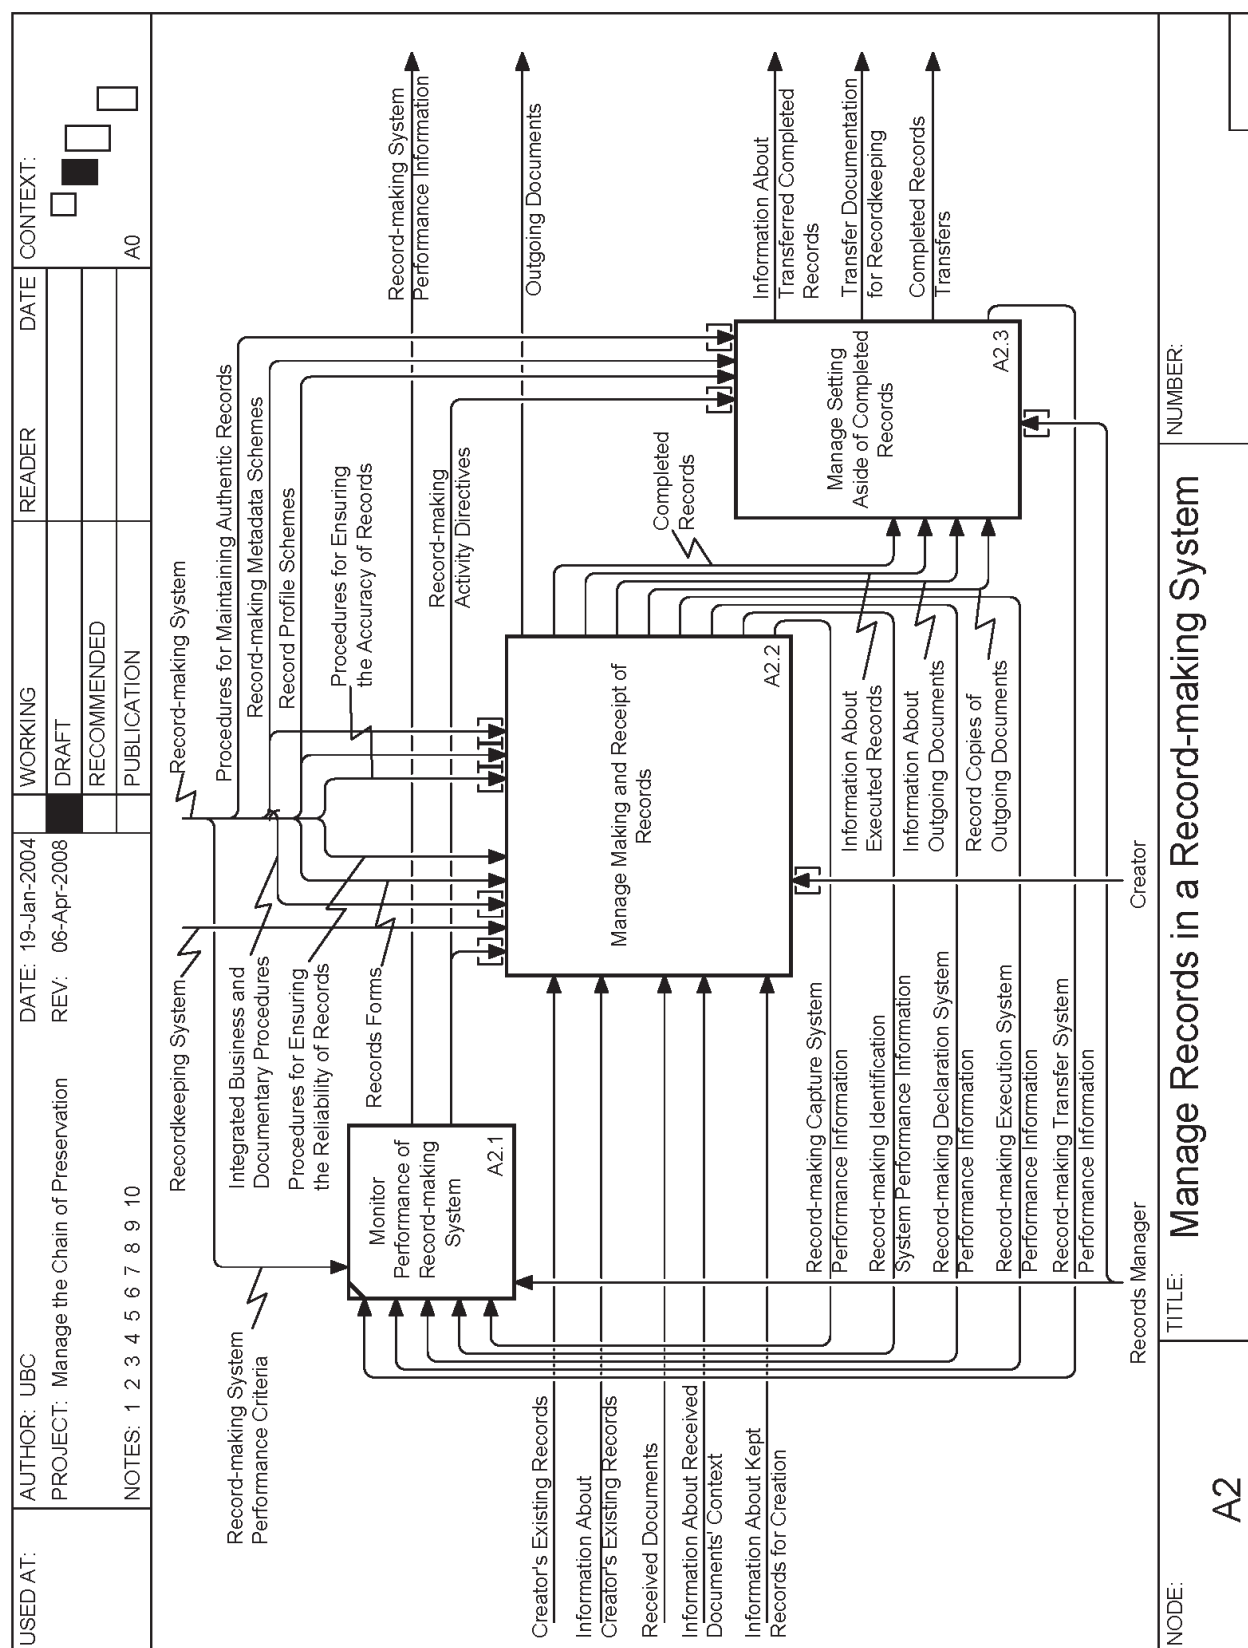 USED AT:
AUTHOR: UBC
PROJECT: Manage the Chain of Preservation
NOTES: 1 2 3 4 5 6 7 8 9 10
DATE: 19-Jan-2004
REV: 06-Apr-2008
WORKING
DRAFT
RECOMMENDED
PUBLICATION
READER
DATE
CONTEXT:
A0
Record-making System
Performance Criteria
Recordkeeping System
Integrated Business and
Documentary Procedures
Procedures for Ensuring
the Reliability of Records
Records Forms
Record-making System
Procedures for Maintaining Authentic Records
Record-making Metadata Schemes
Record Profile Schemes
Procedures for Ensuring
the Accuracy of Records
Record-making
Activity Directives
Record-making System
Performance Information
Outgoing Documents
Monitor
Performance of
Record-making
System
A2.1
Creator's Existing Records
Information About
Creator's Existing Records
Received Documents
Information About Received
Documents' Context
Information About Kept
Records for Creation
Manage Making and Receipt of
Records
A2.2
Completed
Records
Information About
Executed Records
Information About
Outgoing Documents
Record Copies of
Outgoing Documents
Manage Setting
Aside of Completed
Records
A2.3
Information About
Transferred Completed
Records
Transfer Documentation
for Recordkeeping
Completed Records
Transfers
Record-making Capture System
Performance Information
Record-making Identification
System Performance Information
Record-making Declaration System
Performance Information
Record-making Execution System
Performance Information
Record-making Transfer System
Performance Information
Records Manager
Creator
NODE:
A2
TITLE:
Manage Records in a Record-making System
NUMBER: